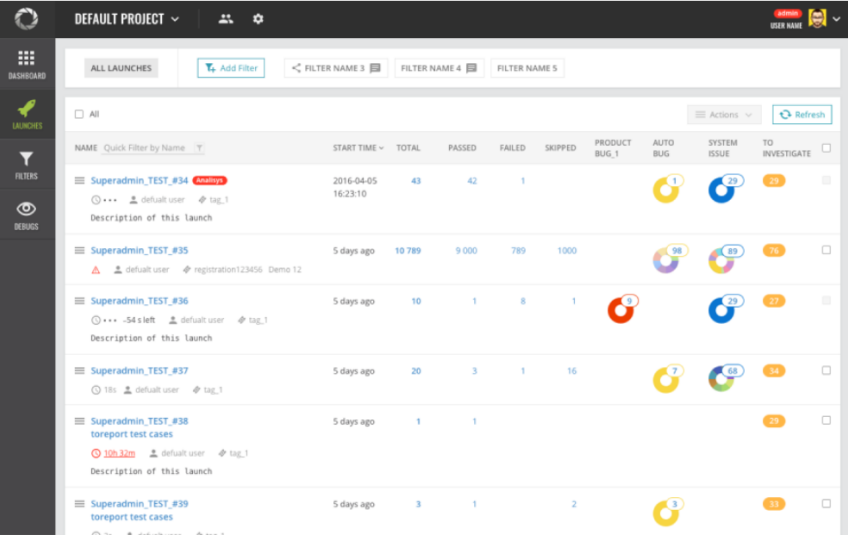 DEFAULT PROJECT
admin
USER NAME
DASHBOARD
LAUNCHES
FILTERS
DEBUGS
ALL LAUNCHES Add Filter FILTER NAME 3 FILTER NAME 4 FILTER NAME 5
All Actions Refresh
NAME Quick Filter by Name START TIME TOTAL PASSED FAILED SKIPPED PRODUCT BUG_1 AUTO BUG SYSTEM ISSUE TO INVESTIGATE
Superadmin_TEST_#34 Analisys 2016-04-05 16:23:10 43 42 1 1 29 29
defualt user tag_1
Description of this launch
Superadmin_TEST_#35 5 days ago 10 789 9 000 789 1000 98 89 76
defualt user registration123456 Demo 12
Superadmin_TEST_#36 5 days ago 10 1 8 1 9 29 27
~54 s left defualt user tag_1
Description of this launch
Superadmin_TEST_#37 5 days ago 20 3 1 16 7 68 34
18s defualt user tag_1
Superadmin_TEST_#38 5 days ago 1 1 29
toreport test cases
10h 32m defualt user tag_1
Description of this launch
Superadmin_TEST_#39 5 days ago 3 1 2 3 33
toreport test cases